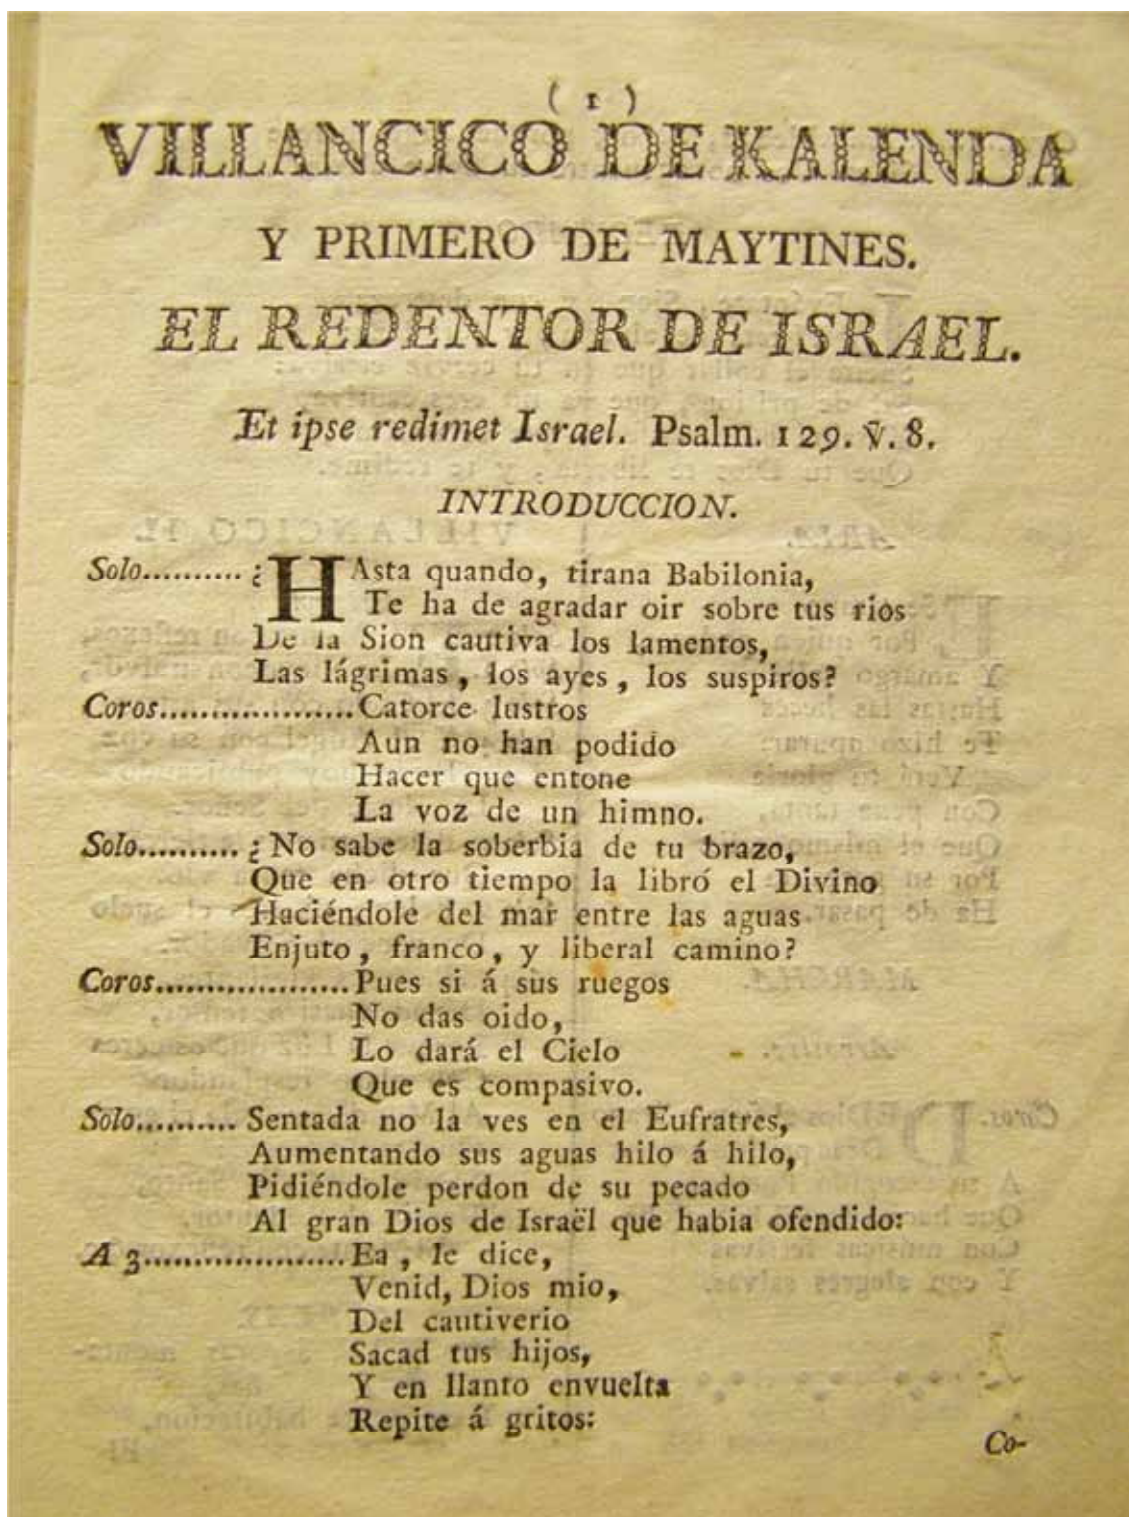 ( 1 )
VILLANCICO DE KALENDA
Y PRIMERO DE MAYTINES.
EL REDENTOR DE ISRAEL.
Et ipse redimet Israel. Psalm. 129. ℣. 8.
INTRODUCCION.
Solo.......... ¿HAsta quando, tirana Babilonia,
Te ha de agradar oir sobre tus rios
De la Sion cautiva los lamentos,
Las lágrimas, los ayes, los suspiros?
Coros................... Catorce lustros
Aun no han podido
Hacer que entone
La voz de un himno.
Solo.......... ¿No sabe la soberbia de tu brazo,
Que en otro tiempo la libró el Divino
Haciéndole del mar entre las aguas
Enjuto, franco, y liberal camino?
Coros................... Pues si á sus ruegos
No das oido,
Lo dará el Cielo
Que es compasivo.
Solo.......... Sentada no la ves en el Eufratres,
Aumentando sus aguas hilo á hilo,
Pidiéndole perdon de su pecado
Al gran Dios de Israël que habia ofendido:
A 3.................... Ea, le dice,
Venid, Dios mio,
Del cautiverio
Sacad tus hijos,
Y en llanto envuelta
Repite á gritos:
Co-